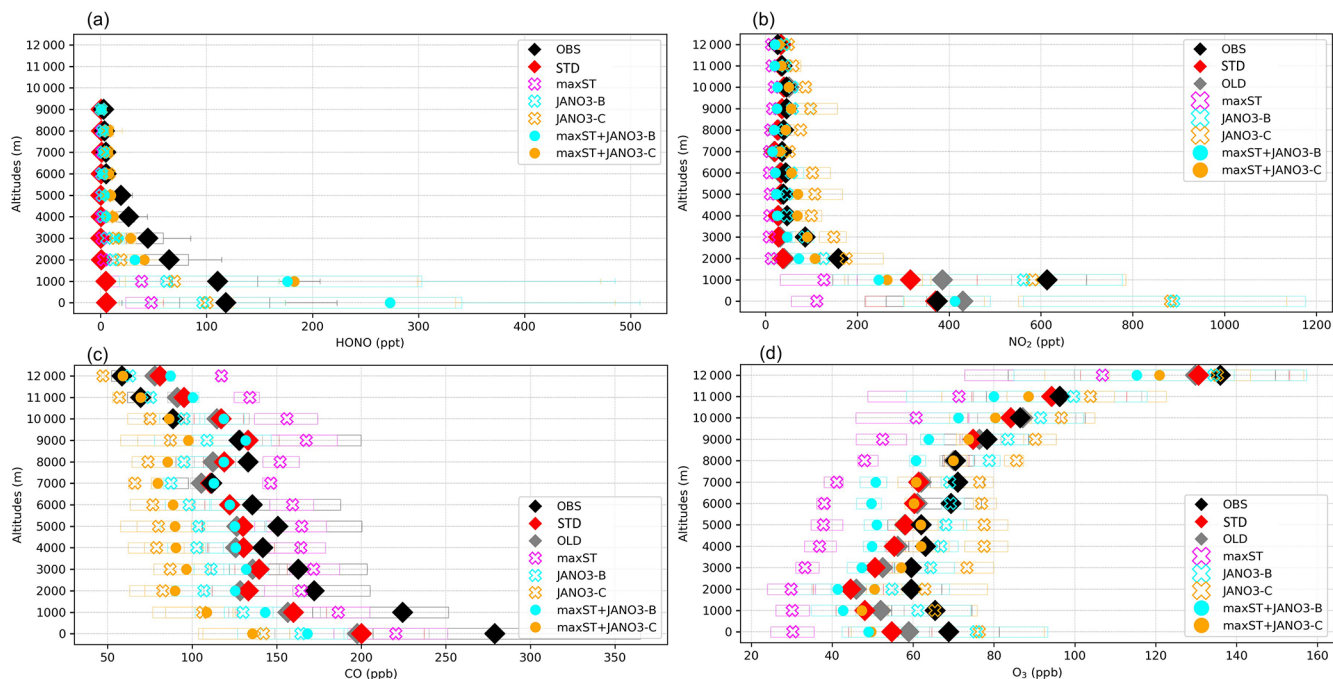 (a)
12 000
11 000
10 000
9000
8000
7000
6000
5000
4000
3000
2000
1000
0
Altitudes (m)
0
100
200
300
400
500
HONO (ppt)
OBS
STD
maxST
JANO3-B
JANO3-C
maxST+JANO3-B
maxST+JANO3-C
(b)
12 000
11 000
10 000
9000
8000
7000
6000
5000
4000
3000
2000
1000
0
Altitudes (m)
0
200
400
600
800
1000
1200
NO₂ (ppt)
OBS
STD
OLD
maxST
JANO3-B
JANO3-C
maxST+JANO3-B
maxST+JANO3-C
(c)
12 000
11 000
10 000
9000
8000
7000
6000
5000
4000
3000
2000
1000
0
Altitudes (m)
50
100
150
200
250
300
350
CO (ppb)
OBS
STD
OLD
maxST
JANO3-B
JANO3-C
maxST+JANO3-B
maxST+JANO3-C
(d)
12 000
11 000
10 000
9000
8000
7000
6000
5000
4000
3000
2000
1000
0
Altitudes (m)
20
40
60
80
100
120
140
160
O₃ (ppb)
OBS
STD
OLD
maxST
JANO3-B
JANO3-C
maxST+JANO3-B
maxST+JANO3-C